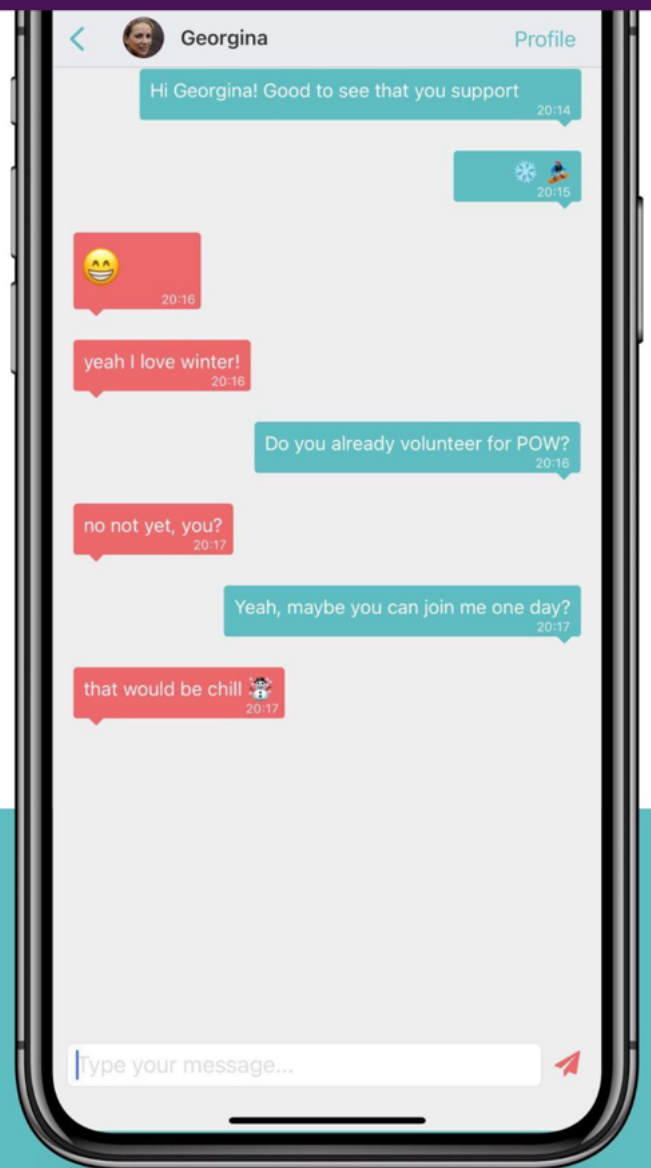 Georgina
Profile
Hi Georgina! Good to see that you support
20:14
❄️ 🏂
20:15
😁
20:16
yeah I love winter!
20:16
Do you already volunteer for POW?
20:16
no not yet, you?
20:17
Yeah, maybe you can join me one day?
20:17
that would be chill ☃️
20:17
Type your message...